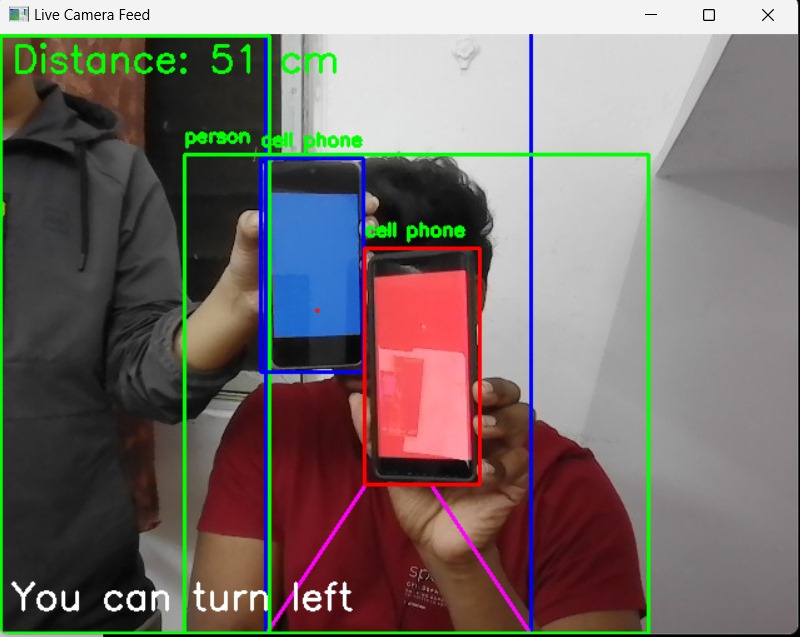 Live Camera Feed
Distance: 51 cm
person
cell phone
cell phone
You can turn left